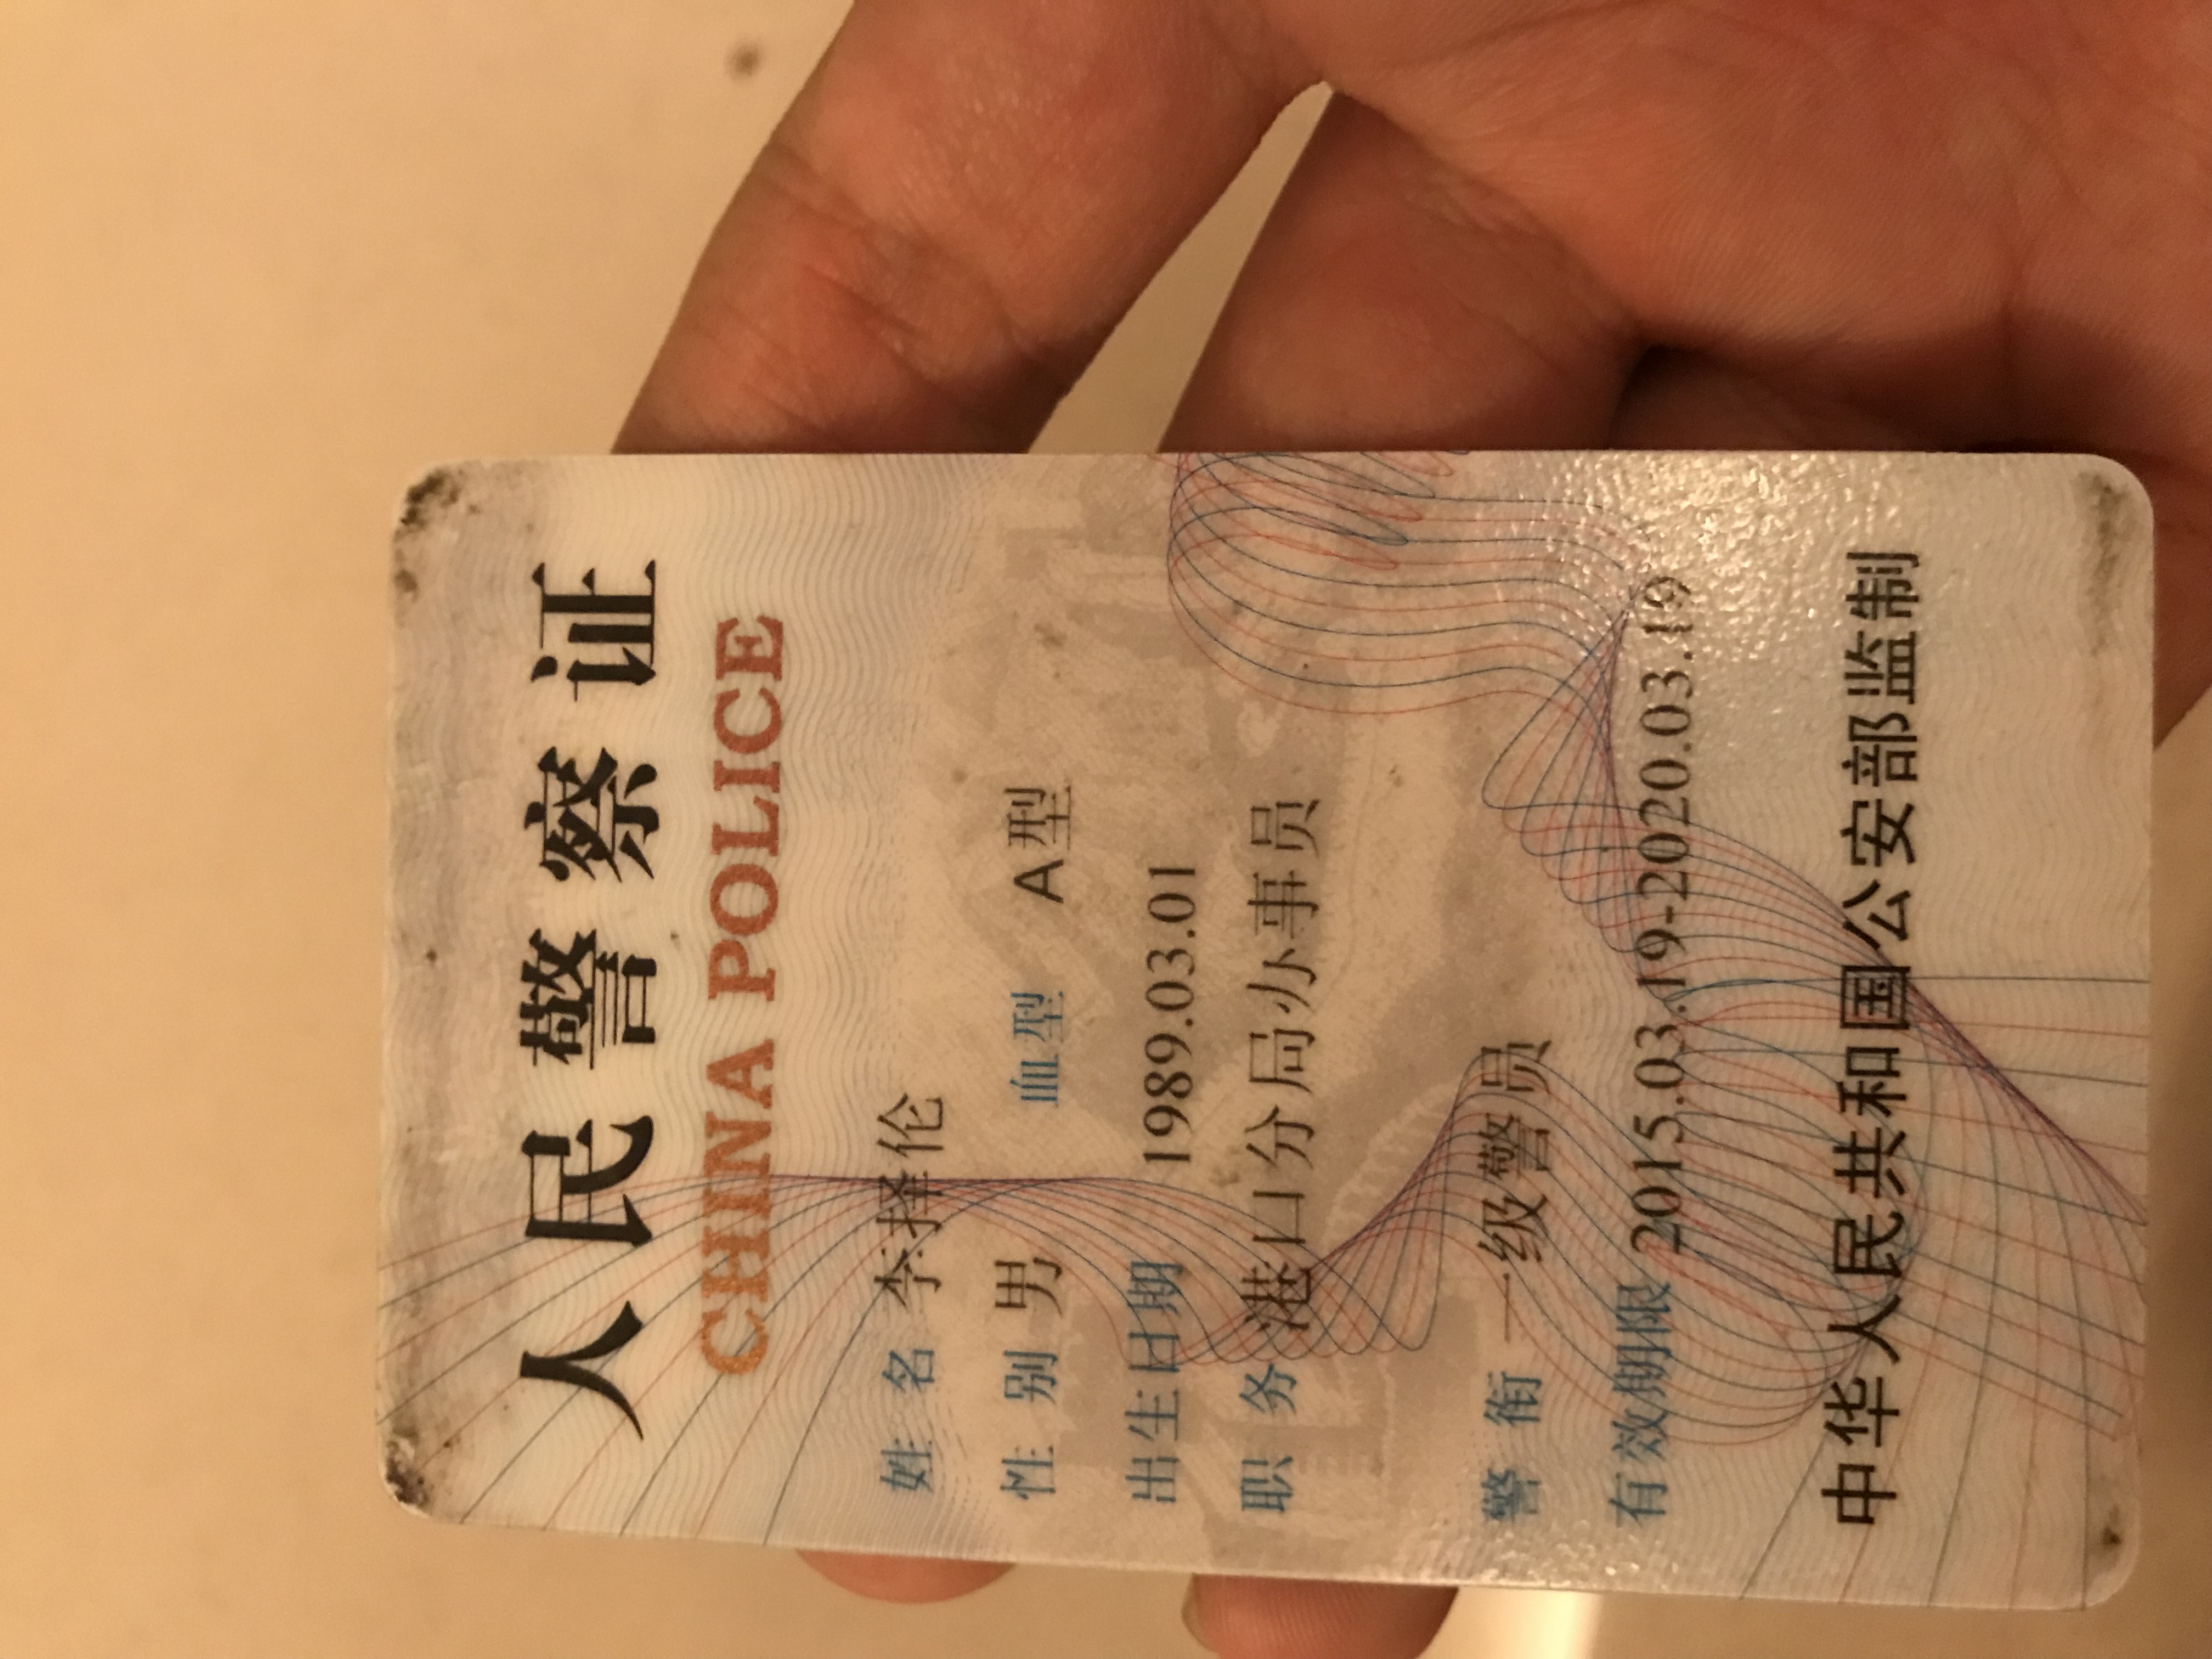 人民警察证
CHINA POLICE
姓 名 李择伦
性 别 男 血型 A型
出生日期 1989.03.01
职 务 港口分局办事员
警 衔 一级警员
有效期限 2015.03.19-2020.03.19
中华人民共和国公安部监制